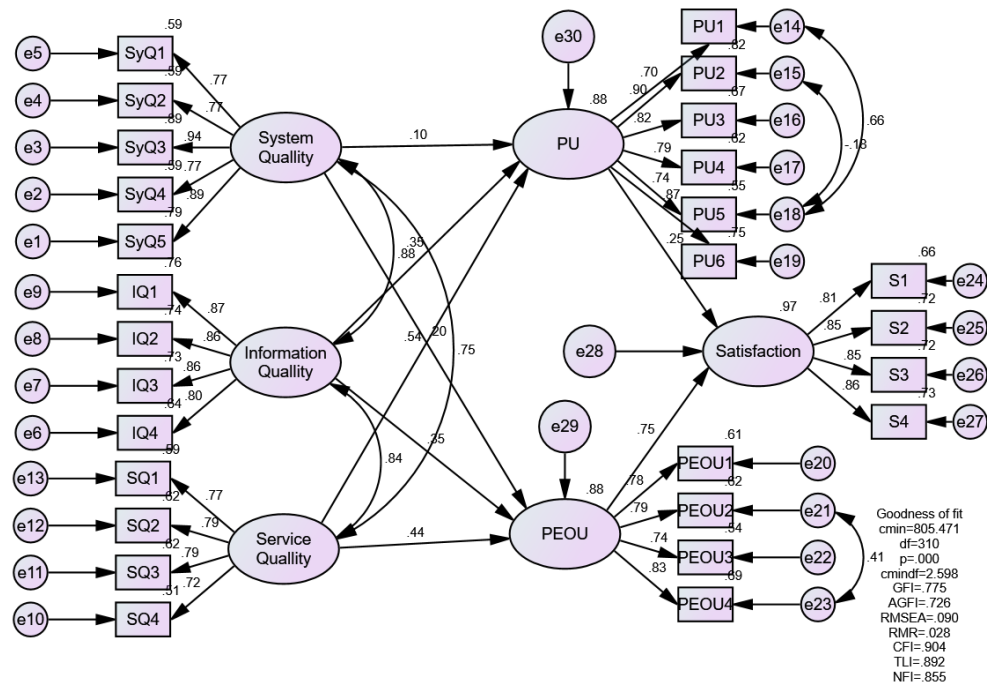 .59
e5
SyQ1
.59
.77
e4
SyQ2
.77
.89
e3
SyQ3
.94
.59
.77
e2
SyQ4
.89
.79
e1
SyQ5
System
Quallity
.76
e9
IQ1
.87
.74
e8
IQ2
.86
.73
e7
IQ3
.86
.64
.80
e6
IQ4
Information
Quallity
.59
e13
SQ1
.77
.62
e12
SQ2
.79
.62
e11
SQ3
.79
.51
.72
e10
SQ4
Service
Quallity
.10
.35
.88
.54
.20
.75
.35
.84
.44
e30
.88
PU
PU1
e14
.82
.70
PU2
e15
.90
.67
PU3
e16
.82
.62
PU4
e17
.79
.74
.55
PU5
e18
.87
.75
PU6
e19
.66
-.18
.25
e28
.97
Satisfaction
.66
S1
e24
.81
.72
S2
e25
.85
.72
S3
e26
.85
.73
S4
e27
.86
.75
e29
.88
PEOU
.61
PEOU1
e20
.78
.62
PEOU2
e21
.79
.54
PEOU3
e22
.74
.69
PEOU4
e23
.83
.41
Goodness of fit
cmin=805.471
df=310
p=.000
cmindf=2.598
GFI=.775
AGFI=.726
RMSEA=.090
RMR=.028
CFI=.904
TLI=.892
NFI=.855